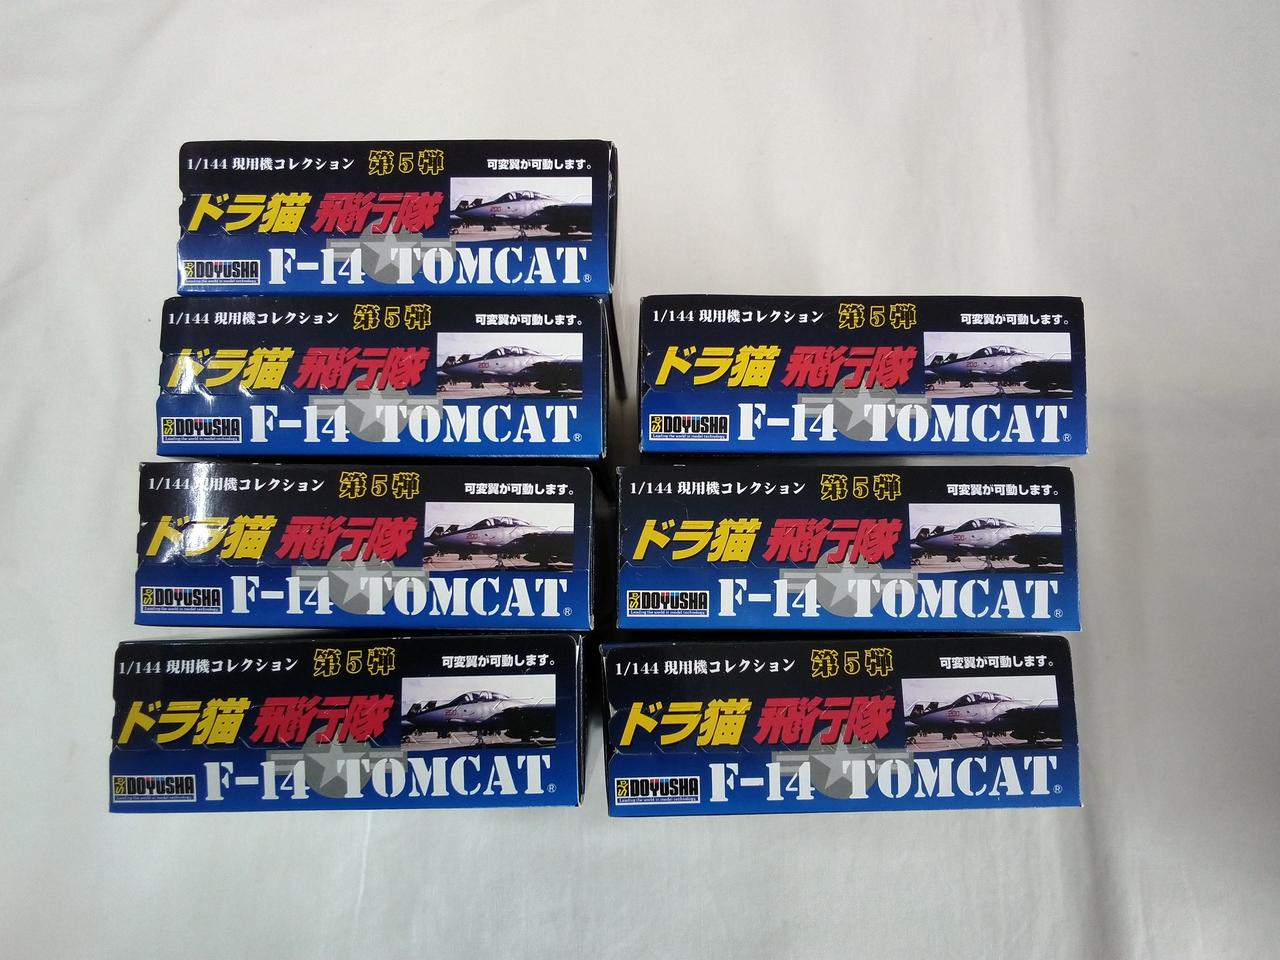 1/144 現用機コレクション 第5弾 可変翼が可動します。
ドラ猫 飛行隊
DOYUSHA
Leading the world in model technology.
F-14 TOMCAT®
1/144 現用機コレクション 第5弾 可変翼が可動します。
ドラ猫 飛行隊
DOYUSHA
Leading the world in model technology.
F-14 TOMCAT®
1/144 現用機コレクション 第5弾 可変翼が可動します。
ドラ猫 飛行隊
DOYUSHA
Leading the world in model technology.
F-14 TOMCAT®
1/144 現用機コレクション 第5弾 可変翼が可動します。
ドラ猫 飛行隊
DOYUSHA
Leading the world in model technology.
F-14 TOMCAT®
1/144 現用機コレクション 第5弾 可変翼が可動します。
ドラ猫 飛行隊
DOYUSHA
Leading the world in model technology.
F-14 TOMCAT®
1/144 現用機コレクション 第5弾 可変翼が可動します。
ドラ猫 飛行隊
DOYUSHA
Leading the world in model technology.
F-14 TOMCAT®
1/144 現用機コレクション 第5弾 可変翼が可動します。
ドラ猫 飛行隊
DOYUSHA
Leading the world in model technology.
F-14 TOMCAT®